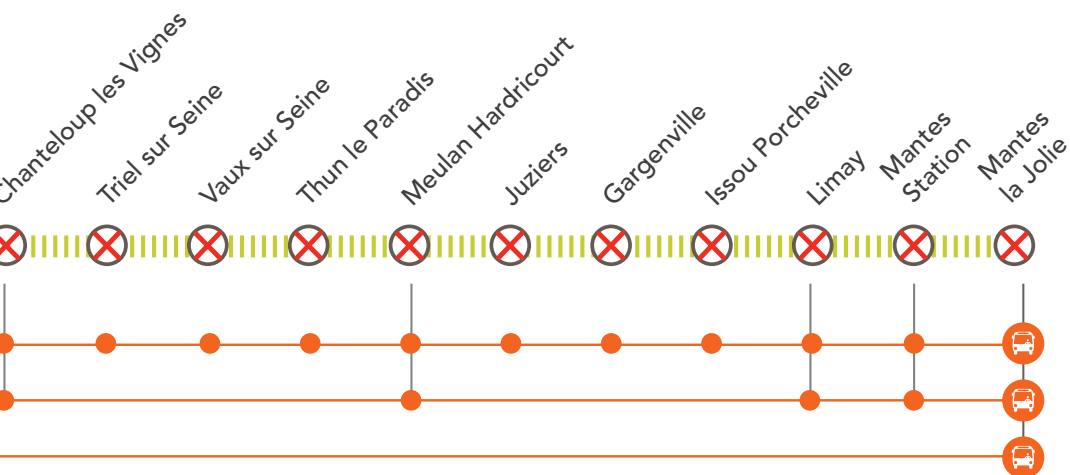 Chanteloup les Vignes
Triel sur Seine
Vaux sur Seine
Thun le Paradis
Meulan Hardricourt
Juziers
Gargenville
Issou Porcheville
Limay
Mantes
Station
Mantes
la Jolie